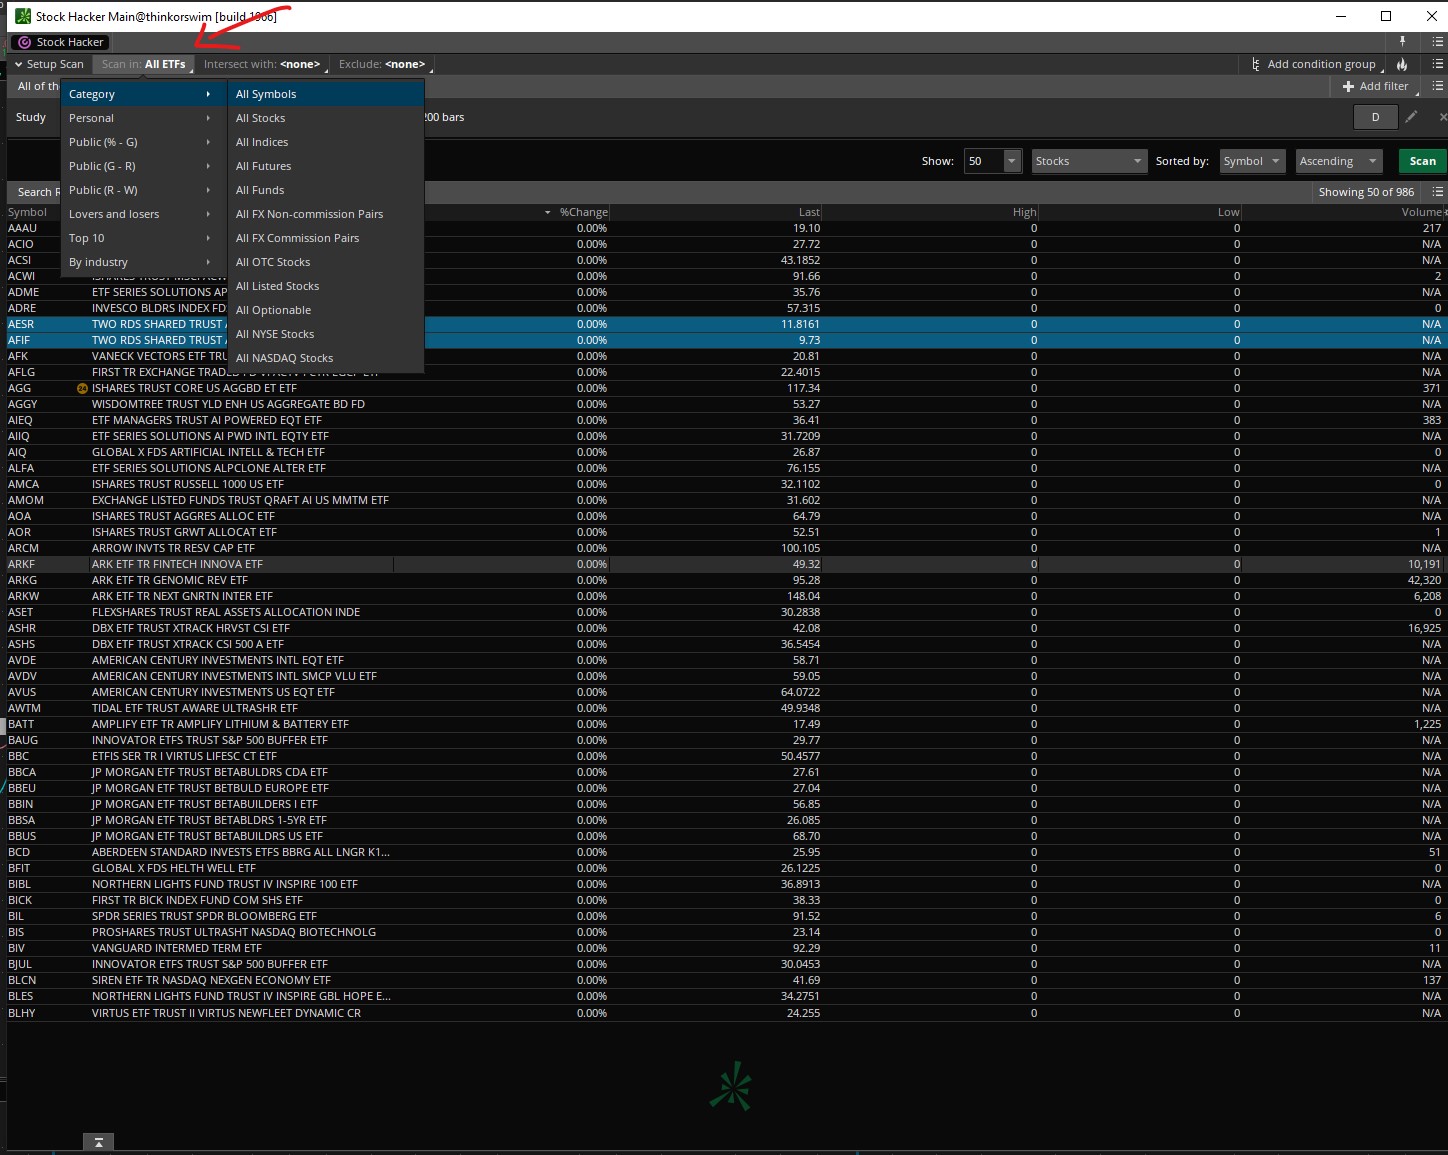 Stock Hacker Main@thinkorswim [build 1966]
Stock Hacker
Setup Scan Scan in: All ETFs Intersect with: <none> Exclude: <none> Add condition group
All of th Add filter
Study 200 bars D
Category
Personal
Public (% - G)
Public (G - R)
Public (R - W)
Lovers and losers
Top 10
By industry
All Symbols
All Stocks
All Indices
All Futures
All Funds
All FX Non-commission Pairs
All FX Commission Pairs
All OTC Stocks
All Listed Stocks
All Optionable
All NYSE Stocks
All NASDAQ Stocks
Show: 50 Stocks Sorted by: Symbol Ascending Scan
Search R Showing 50 of 986
Symbol %Change Last High Low Volume
AAAU 0.00% 19.10 0 0 217
ACIO 0.00% 27.72 0 0 N/A
ACSI 0.00% 43.1852 0 0 N/A
ACWI 0.00% 91.66 0 0 2
ADME ETF SERIES SOLUTIONS AP 0.00% 35.76 0 0 N/A
ADRE INVESCO BLDRS INDEX FD 0.00% 57.315 0 0 0
AESR TWO RDS SHARED TRUST 0.00% 11.8161 0 0 N/A
AFIF TWO RDS SHARED TRUST 0.00% 9.73 0 0 N/A
AFK VANECK VECTORS ETF TRU 0.00% 20.81 0 0 N/A
AFLG FIRST TR EXCHANGE TRADED 0.00% 22.4015 0 0 N/A
AGG 24 ISHARES TRUST CORE US AGGBD ET ETF 0.00% 117.34 0 0 371
AGGY WISDOMTREE TRUST YLD ENH US AGGREGATE BD FD 0.00% 53.27 0 0 N/A
AIEQ ETF MANAGERS TRUST AI POWERED EQT ETF 0.00% 36.41 0 0 383
AIIQ ETF SERIES SOLUTIONS AI PWD INTL EQTY ETF 0.00% 31.7209 0 0 N/A
AIQ GLOBAL X FDS ARTIFICIAL INTELL & TECH ETF 0.00% 26.87 0 0 0
ALFA ETF SERIES SOLUTIONS ALPCLONE ALTER ETF 0.00% 76.155 0 0 N/A
AMCA ISHARES TRUST RUSSELL 1000 US ETF 0.00% 32.1102 0 0 0
AMOM EXCHANGE LISTED FUNDS TRUST QRAFT AI US MMTM ETF 0.00% 31.602 0 0 N/A
AOA ISHARES TRUST AGGRES ALLOC ETF 0.00% 64.79 0 0 N/A
AOR ISHARES TRUST GRWT ALLOCAT ETF 0.00% 52.51 0 0 1
ARCM ARROW INVTS TR RESV CAP ETF 0.00% 100.105 0 0 N/A
ARKF ARK ETF TR FINTECH INNOVA ETF 0.00% 49.32 0 0 10,191
ARKG ARK ETF TR GENOMIC REV ETF 0.00% 95.28 0 0 42,320
ARKW ARK ETF TR NEXT GNRTN INTER ETF 0.00% 148.04 0 0 6,208
ASET FLEXSHARES TRUST REAL ASSETS ALLOCATION INDE 0.00% 30.2838 0 0 0
ASHR DBX ETF TRUST XTRACK HRVST CSI ETF 0.00% 42.08 0 0 16,925
ASHS DBX ETF TRUST XTRACK CSI 500 A ETF 0.00% 36.5454 0 0 N/A
AVDE AMERICAN CENTURY INVESTMENTS INTL EQT ETF 0.00% 58.71 0 0 N/A
AVDV AMERICAN CENTURY INVESTMENTS INTL SMCP VLU ETF 0.00% 59.05 0 0 N/A
AVUS AMERICAN CENTURY INVESTMENTS US EQT ETF 0.00% 64.0722 0 0 N/A
AWTM TIDAL ETF TRUST AWARE ULTRASHR ETF 0.00% 49.9348 0 0 N/A
BATT AMPLIFY ETF TR AMPLIFY LITHIUM & BATTERY ETF 0.00% 17.49 0 0 1,225
BAUG INNOVATOR ETFS TRUST S&P 500 BUFFER ETF 0.00% 29.77 0 0 N/A
BBC ETFIS SER TR I VIRTUS LIFESC CT ETF 0.00% 50.4577 0 0 N/A
BBCA JP MORGAN ETF TRUST BETABULDRS CDA ETF 0.00% 27.61 0 0 N/A
BBEU JP MORGAN ETF TRUST BETBULD EUROPE ETF 0.00% 27.04 0 0 N/A
BBIN JP MORGAN ETF TRUST BETABUILDERS I ETF 0.00% 56.85 0 0 N/A
BBSA JP MORGAN ETF TRUST BETABLDRS 1-5YR ETF 0.00% 26.085 0 0 N/A
BBUS JP MORGAN ETF TRUST BETABUILDRS US ETF 0.00% 68.70 0 0 N/A
BCD ABERDEEN STANDARD INVESTS ETFS BBRG ALL LNGR K1... 0.00% 25.95 0 0 51
BFIT GLOBAL X FDS HELTH WELL ETF 0.00% 26.1225 0 0 0
BIBL NORTHERN LIGHTS FUND TRUST IV INSPIRE 100 ETF 0.00% 36.8913 0 0 N/A
BICK FIRST TR BICK INDEX FUND COM SHS ETF 0.00% 38.33 0 0 0
BIL SPDR SERIES TRUST SPDR BLOOMBERG ETF 0.00% 91.52 0 0 6
BIS PROSHARES TRUST ULTRASHT NASDAQ BIOTECHNOLG 0.00% 23.14 0 0 0
BIV VANGUARD INTERMED TERM ETF 0.00% 92.29 0 0 11
BJUL INNOVATOR ETFS TRUST S&P 500 BUFFER ETF 0.00% 30.0453 0 0 N/A
BLCN SIREN ETF TR NASDAQ NEXGEN ECONOMY ETF 0.00% 41.69 0 0 137
BLES NORTHERN LIGHTS FUND TRUST IV INSPIRE GBL HOPE E... 0.00% 34.2751 0 0 N/A
BLHY VIRTUS ETF TRUST II VIRTUS NEWFLEET DYNAMIC CR 0.00% 24.255 0 0 N/A